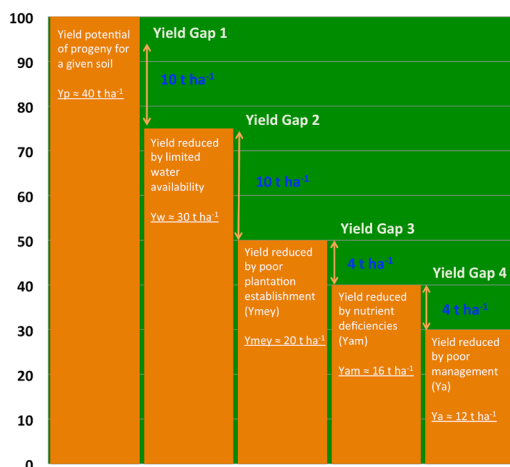 100
90
80
70
60
50
40
30
20
10
0
Yield potential
of progeny for
a given soil
Yp ≈ 40 t ha⁻¹
Yield Gap 1
10 t ha⁻¹
Yield reduced
by limited
water
availability
Yw ≈ 30 t ha⁻¹
Yield Gap 2
10 t ha⁻¹
Yield reduced
by poor
plantation
establishment
(Ymey)
Ymey ≈ 20 t ha⁻¹
Yield Gap 3
4 t ha⁻¹
Yield reduced
by nutrient
deficiencies
(Yam)
Yam ≈ 16 t ha⁻¹
Yield Gap 4
4 t ha⁻¹
Yield reduced
by poor
management
(Ya)
Ya ≈ 12 t ha⁻¹